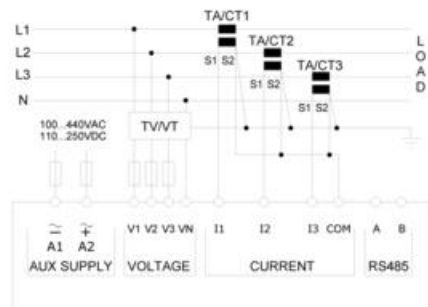 TA/CT1
L1
L2
TA/CT2
L
O
A
D
S1 S2
L3
TA/CT3
S1 S2
N
S1 S2
100...440VAC
110...250VDC
TV/VT
A1 A2
V1 V2 V3 VN
I1 I2 I3 COM
A B
AUX SUPPLY
VOLTAGE
CURRENT
RS485